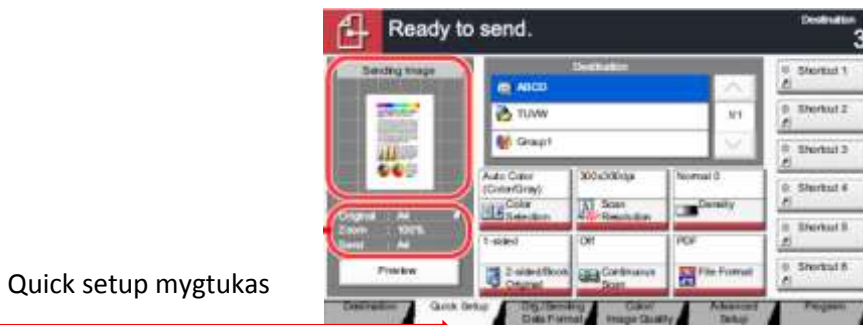 Ready to send.
Destination
3
Sending Image
Destination
ABCD
TUVW
1/1
Group1
Shortcut 1
Shortcut 2
Shortcut 3
Shortcut 4
Shortcut 5
Shortcut 6
Auto Color
(Color/Gray)
Color
Selection
300x300dpi
Scan
Resolution
Normal 0
Density
Original : A4
Zoom : 100%
Send : A4
1-sided
2-sided/Book
Original
Off
Continuous
Scan
PDF
File Format
Preview
Quick setup mygtukas
Destination
Quick Setup
Org./Sending
Data Format
Color/
Image Quality
Advanced
Setup
Program